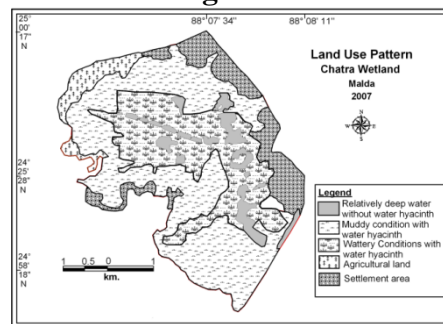 88° 07' 34"
88° 08' 11"
25
00
17"
N
Land Use Pattern
Chatra Wetland
Malda
2007
N
W
E
S
24
25
28"
N
Legend
Relatively deep water
without water hyacinth
Muddy condition with
water hyacinth
Wattery Conditions with
water hyacinth
Agricultural land
Settlement area
24
58
18"
N
1 0.5 0 1
km.